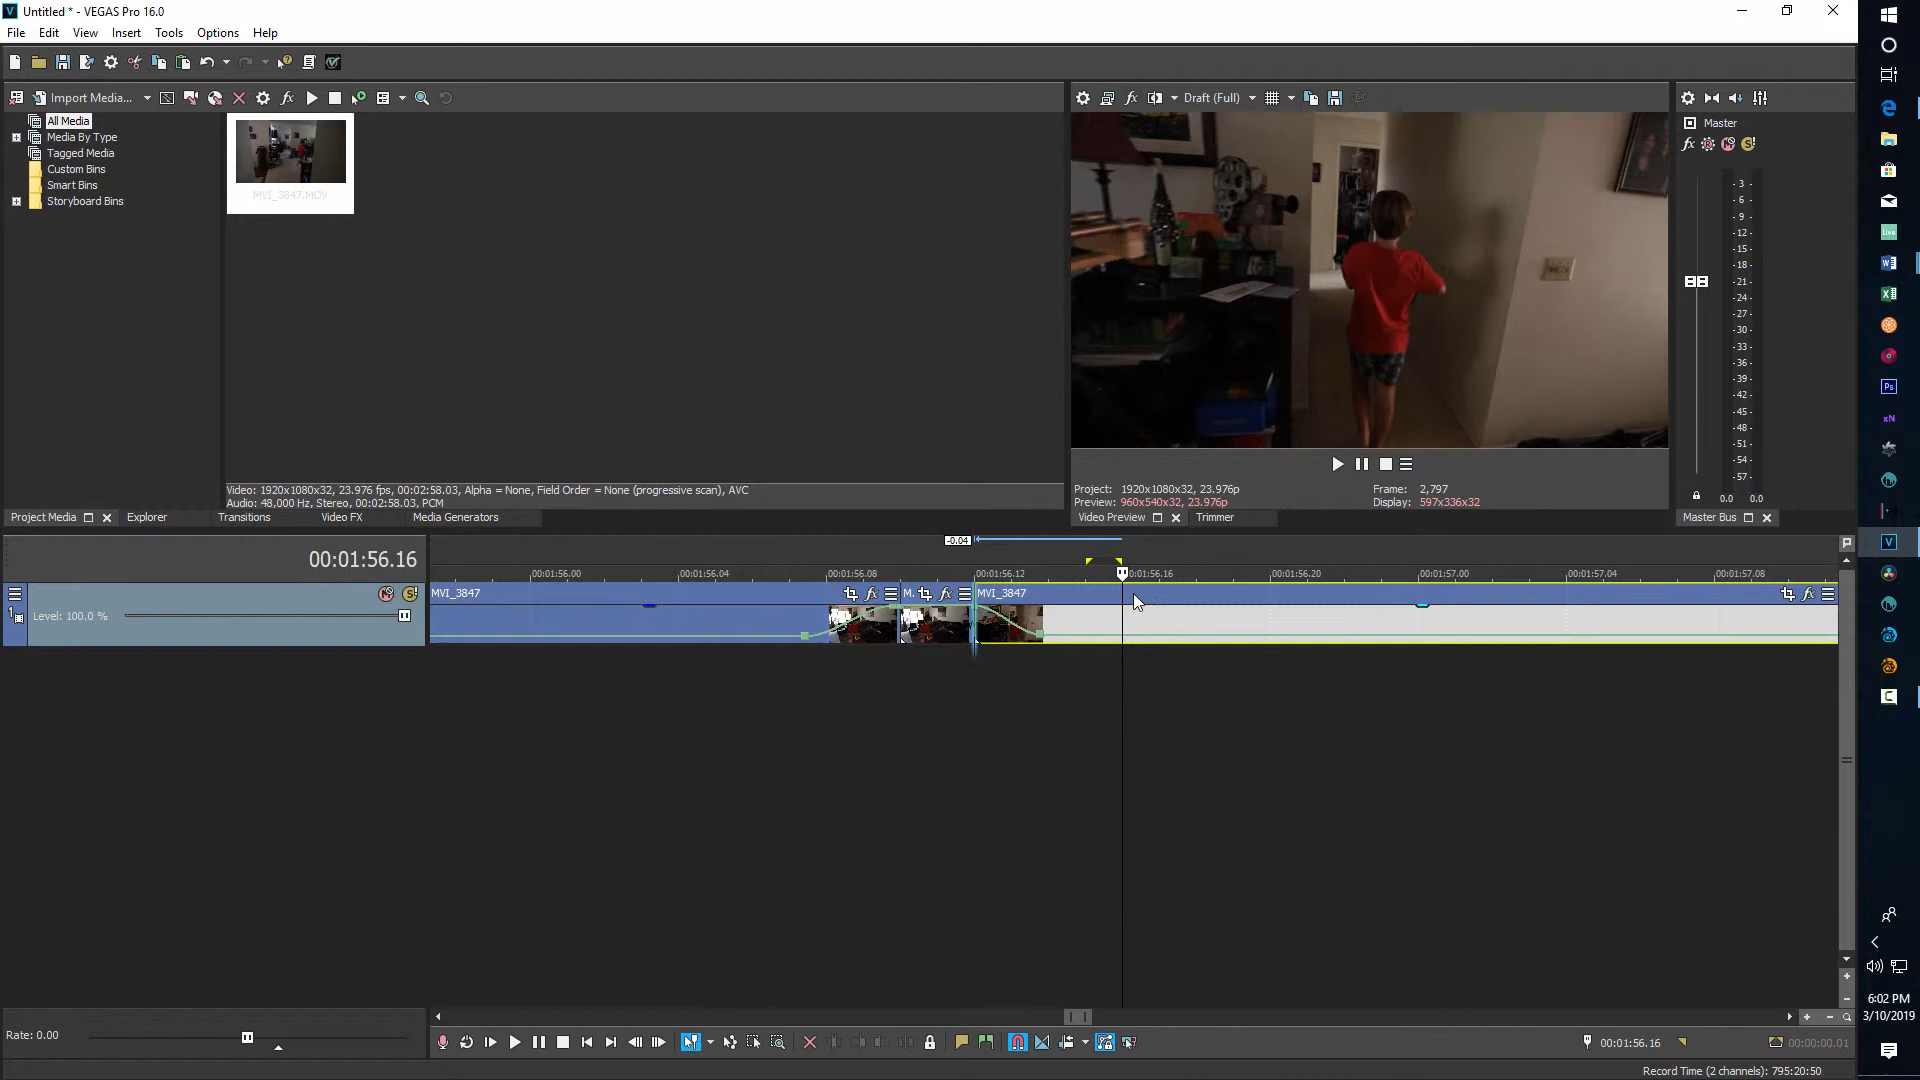 Untitled * - VEGAS Pro 16.0
File Edit View Insert Tools Options Help
Import Media...
Draft (Full)
All Media
Media By Type
Tagged Media
Custom Bins
Smart Bins
Storyboard Bins
MVI_3847.MOV
Master
- 3 -
- 6 -
- 9 -
- 12 -
- 15 -
- 18 -
- 21 -
- 24 -
- 27 -
- 30 -
- 33 -
- 36 -
- 39 -
- 42 -
- 45 -
- 48 -
- 51 -
- 54 -
- 57 -
0.0 0.0
Video: 1920x1080x32, 23.976 fps, 00:02:58.03, Alpha = None, Field Order = None (progressive scan), AVC
Audio: 48,000 Hz, Stereo, 00:02:58.03, PCM
Project: 1920x1080x32, 23.976p Frame: 2,797
Preview: 960x540x32, 23.976p Display: 597x336x32
Project Media Explorer Transitions Video FX Media Generators
Video Preview Trimmer
Master Bus
00:01:56.16
-0.04
00:01:56.00 00:01:56.04 00:01:56.08 00:01:56.12 00:01:56.16 00:01:56.20 00:01:57.00 00:01:57.04 00:01:57.08
1
Level: 100.0 %
MVI_3847 fx M. fx MVI_3847 fx
Rate: 0.00
00:01:56.16 00:00:00.01
Record Time (2 channels): 795:20:50
Live
Ps
xN
V
6:02 PM
3/10/2019